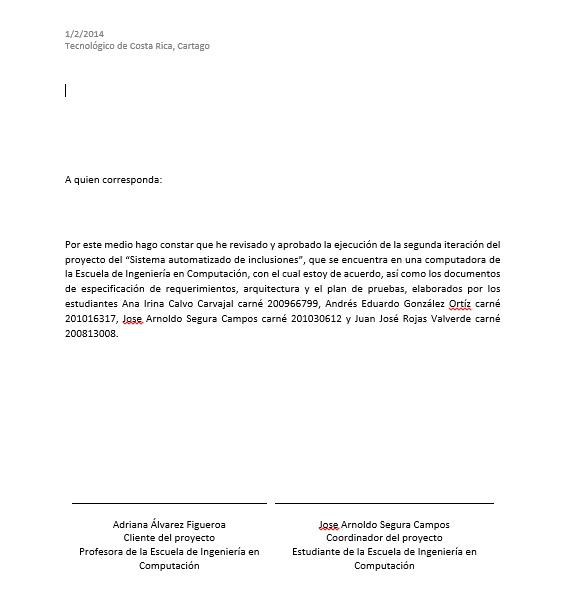 1/2/2014
Tecnológico de Costa Rica, Cartago
A quien corresponda:
Por este medio hago constar que he revisado y aprobado la ejecución de la segunda iteración del
proyecto del “Sistema automatizado de inclusiones”, que se encuentra en una computadora de
la Escuela de Ingeniería en Computación, con el cual estoy de acuerdo, así como los documentos
de especificación de requerimientos, arquitectura y el plan de pruebas, elaborados por los
estudiantes Ana Irina Calvo Carvajal carné 200966799, Andrés Eduardo González Ortíz carné
201016317, Jose Arnoldo Segura Campos carné 201030612 y Juan José Rojas Valverde carné
200813008.
Adriana Álvarez Figueroa
Cliente del proyecto
Profesora de la Escuela de Ingeniería en
Computación
Jose Arnoldo Segura Campos
Coordinador del proyecto
Estudiante de la Escuela de Ingeniería en
Computación